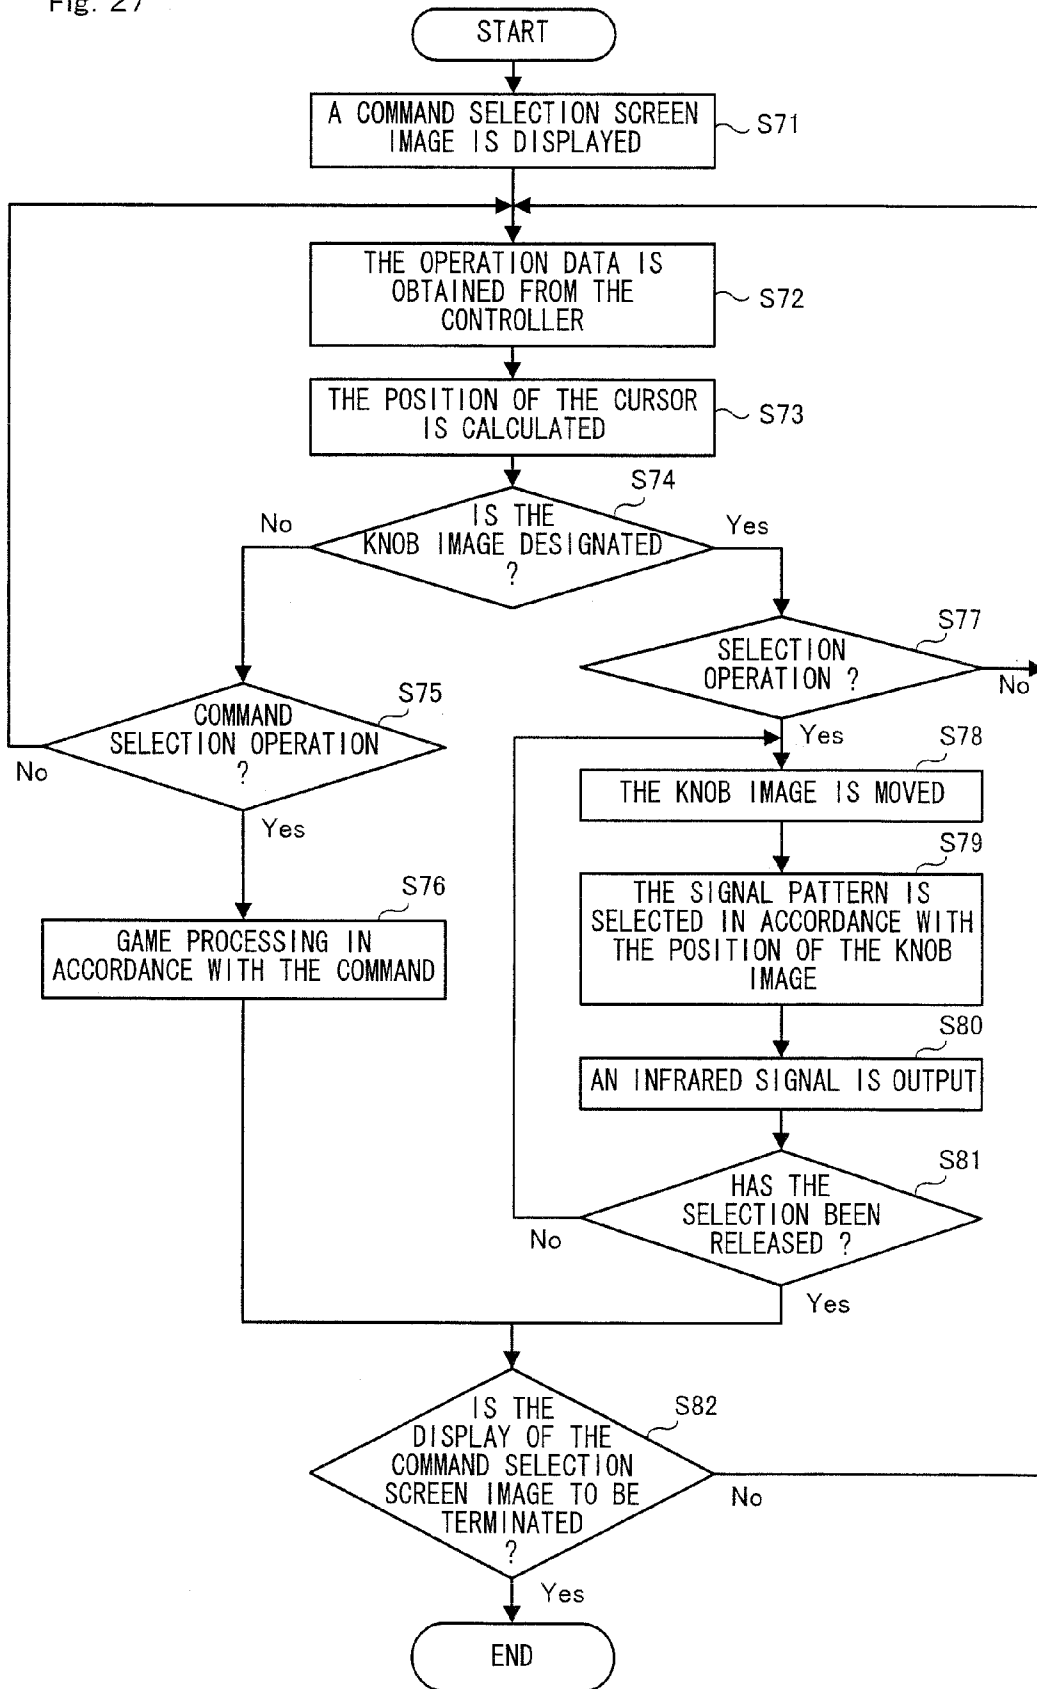 Fig. 27
START
A COMMAND SELECTION SCREEN
IMAGE IS DISPLAYED
S71
THE OPERATION DATA IS
OBTAINED FROM THE
CONTROLLER
S72
THE POSITION OF THE CURSOR
IS CALCULATED
S73
S74
IS THE
KNOB IMAGE DESIGNATED
?
No
Yes
S77
SELECTION
OPERATION ?
No
Yes
S75
COMMAND
SELECTION OPERATION
?
No
Yes
S78
THE KNOB IMAGE IS MOVED
S79
THE SIGNAL PATTERN IS
SELECTED IN ACCORDANCE WITH
THE POSITION OF THE KNOB
IMAGE
S76
GAME PROCESSING IN
ACCORDANCE WITH THE COMMAND
S80
AN INFRARED SIGNAL IS OUTPUT
S81
HAS THE
SELECTION BEEN
RELEASED ?
No
Yes
S82
IS THE
DISPLAY OF THE
COMMAND SELECTION
SCREEN IMAGE TO BE
TERMINATED
?
No
Yes
END